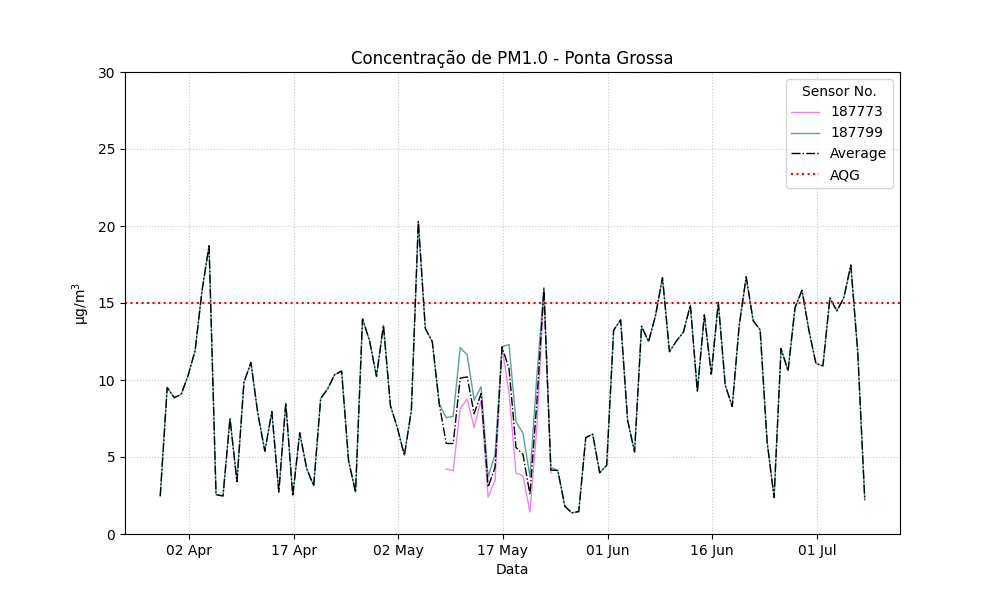 Concentração de PM1.0 - Ponta Grossa
30
25
20
15
10
5
0
µg/m³
02 Apr
17 Apr
02 May
17 May
01 Jun
16 Jun
01 Jul
Data
Sensor No.
187773
187799
Average
AQG